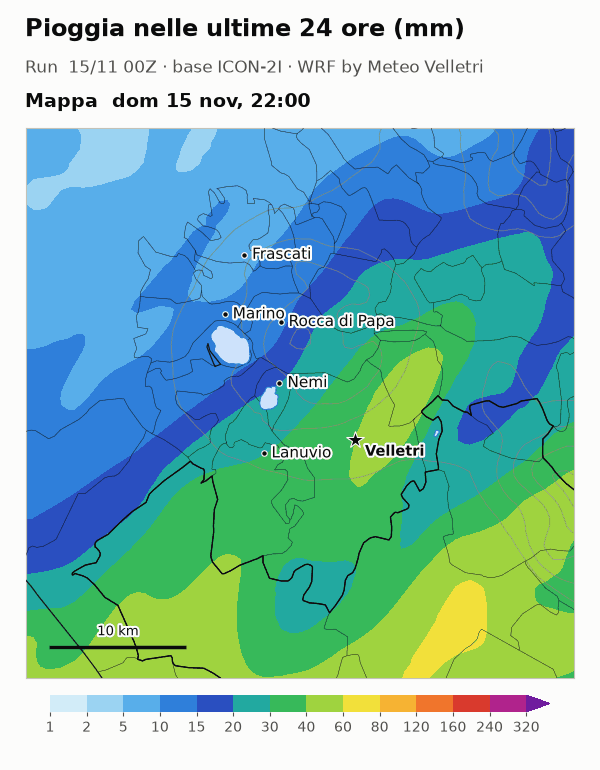 Pioggia nelle ultime 24 ore (mm)
Run 15/11 00Z · base ICON-2I · WRF by Meteo Velletri
Mappa dom 15 nov, 22:00
Frascati
Marino
Rocca di Papa
Nemi
Velletri
Lanuvio
10 km
1 2 5 10 15 20 30 40 60 80 120 160 240 320